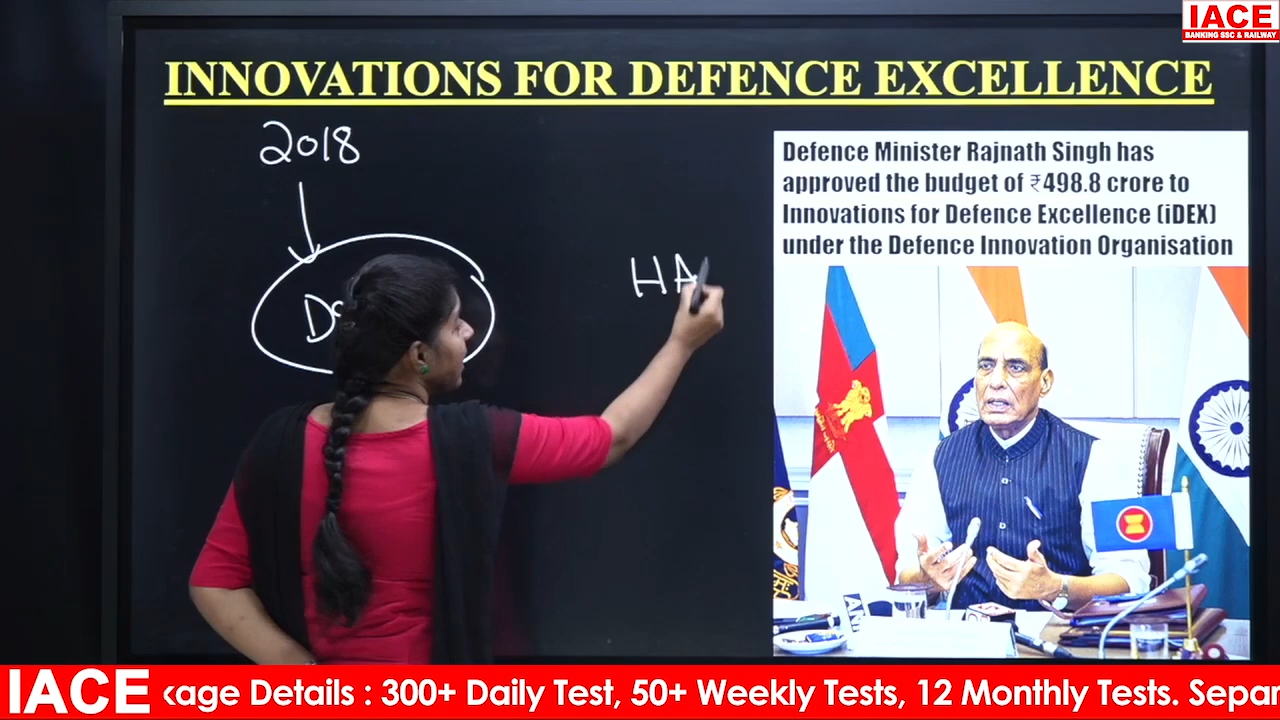 IACE
BANKING SSC & RAILWAY
INNOVATIONS FOR DEFENCE EXCELLENCE
2018
Defence Minister Rajnath Singh has
approved the budget of ₹498.8 crore to
Innovations for Defence Excellence (iDEX)
under the Defence Innovation Organisation
HA
IACE kage Details : 300+ Daily Test, 50+ Weekly Tests, 12 Monthly Tests. Separ